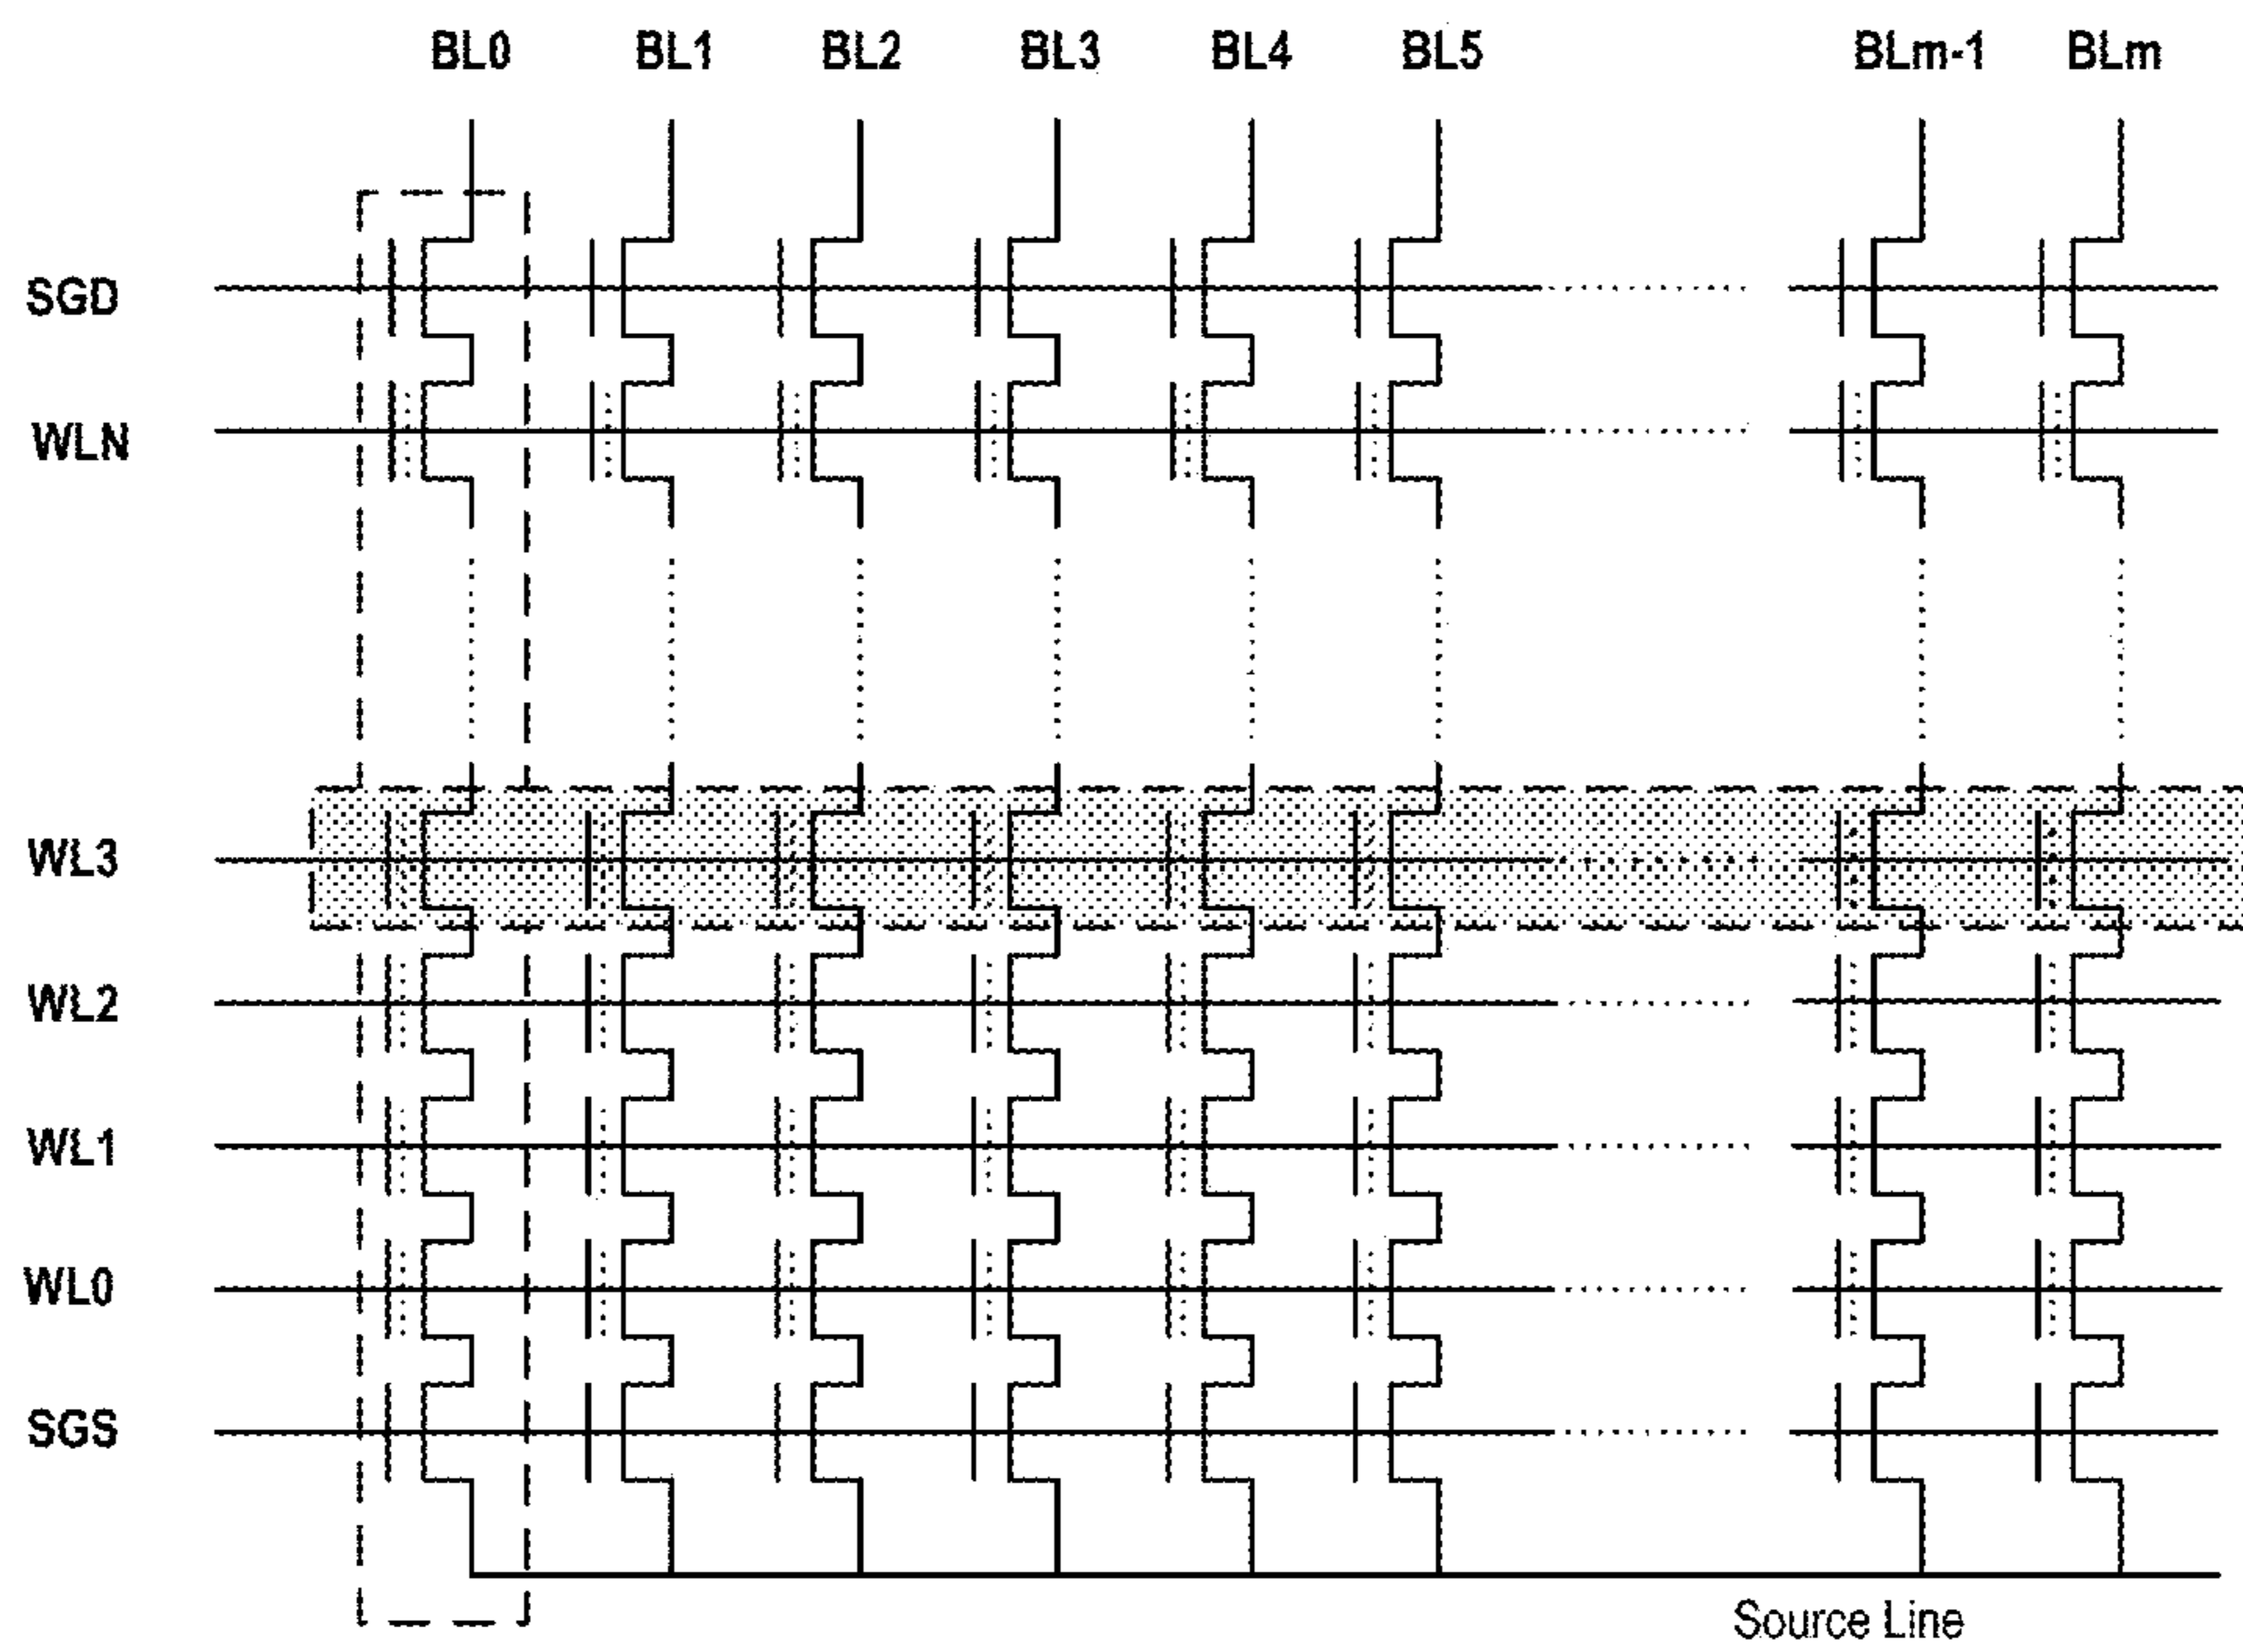 BL0 BL1 BL2 BL3 BL4 BL5 BLm-1 BLm
SGD
WLN
WL3
WL2
WL1
WL0
SGS
Source Line